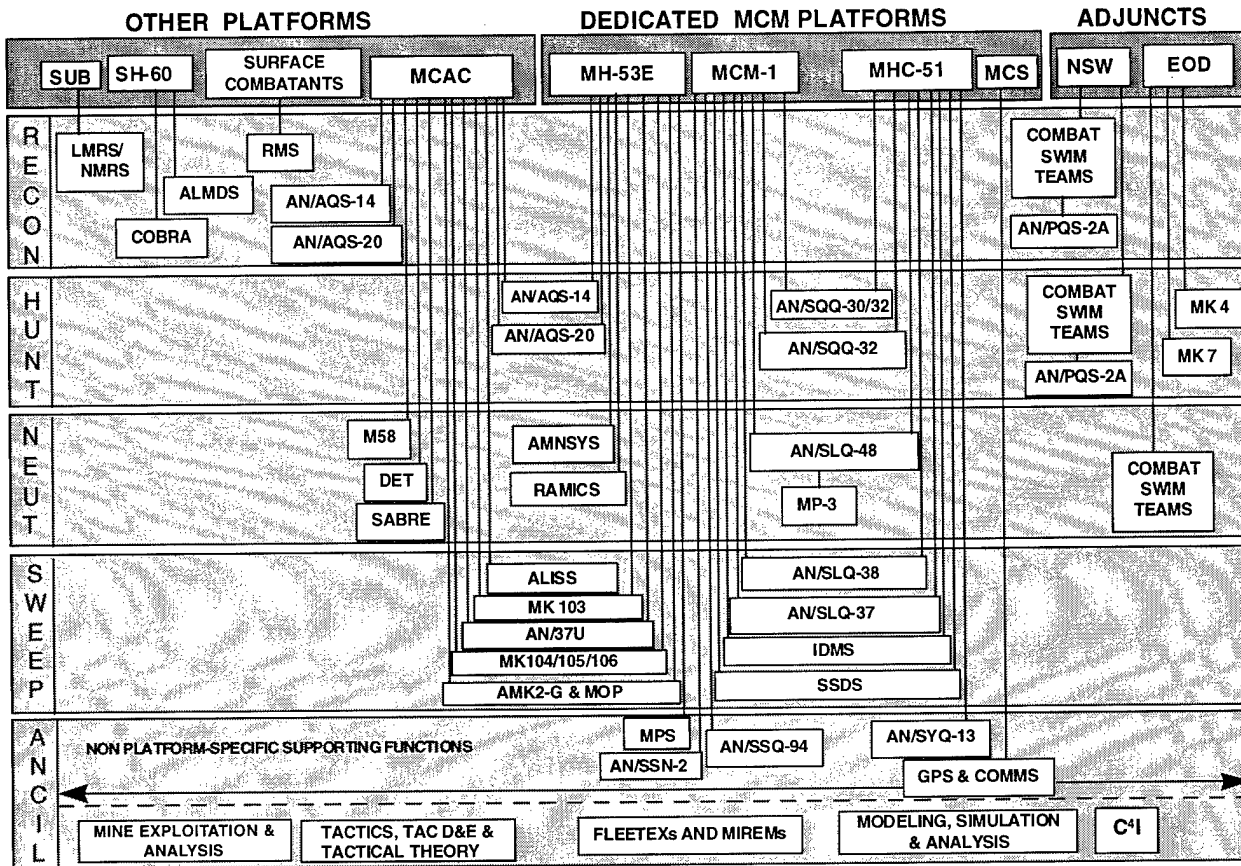 OTHER PLATFORMS
DEDICATED MCM PLATFORMS
ADJUNCTS
SUB
SH-60
SURFACE
COMBATANTS
MCAC
MH-53E
MCM-1
MHC-51
MCS
NSW
EOD
RECON
LMRS/
NMRS
ALMDS
COBRA
RMS
AN/AQS-14
AN/AQS-20
COMBAT
SWIM
TEAMS
AN/PQS-2A
HUNT
AN/AQS-14
AN/AQS-20
AN/SQQ-30/32
AN/SQQ-32
COMBAT
SWIM
TEAMS
AN/PQS-2A
MK 4
MK 7
NEUT
M58
DET
SABRE
AMNSYS
RAMICS
AN/SLQ-48
MP-3
COMBAT
SWIM
TEAMS
SWEEP
ALISS
MK 103
AN/37U
MK104/105/106
AMK2-G & MOP
AN/SLQ-38
AN/SLQ-37
IDMS
SSDS
ANCIL
NON PLATFORM-SPECIFIC SUPPORTING FUNCTIONS
MPS
AN/SSN-2
AN/SSQ-94
AN/SYQ-13
GPS & COMMS
MINE EXPLOITATION &
ANALYSIS
TACTICS, TAC D&E &
TACTICAL THEORY
FLEETEXs AND MIREMs
MODELING, SIMULATION
& ANALYSIS
C⁴I